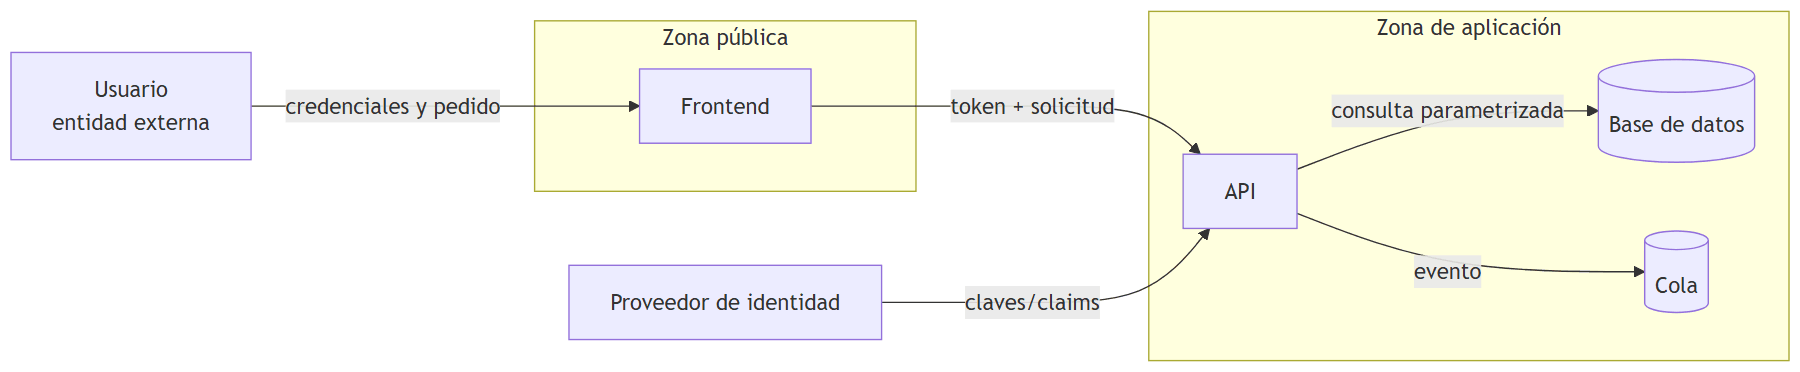 Zona pública
Zona de aplicación
Usuario
entidad externa
credenciales y pedido
Frontend
token + solicitud
consulta parametrizada
Base de datos
API
evento
Cola
Proveedor de identidad
claves/claims